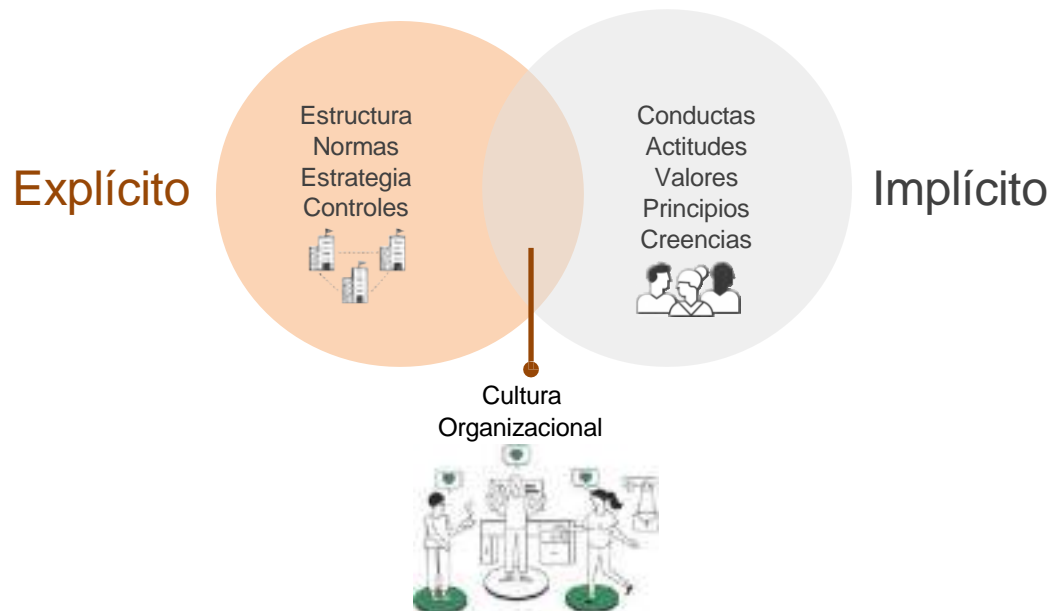 Explícito
Estructura
Normas
Estrategia
Controles
Conductas
Actitudes
Valores
Principios
Creencias
Implícito
Cultura
Organizacional